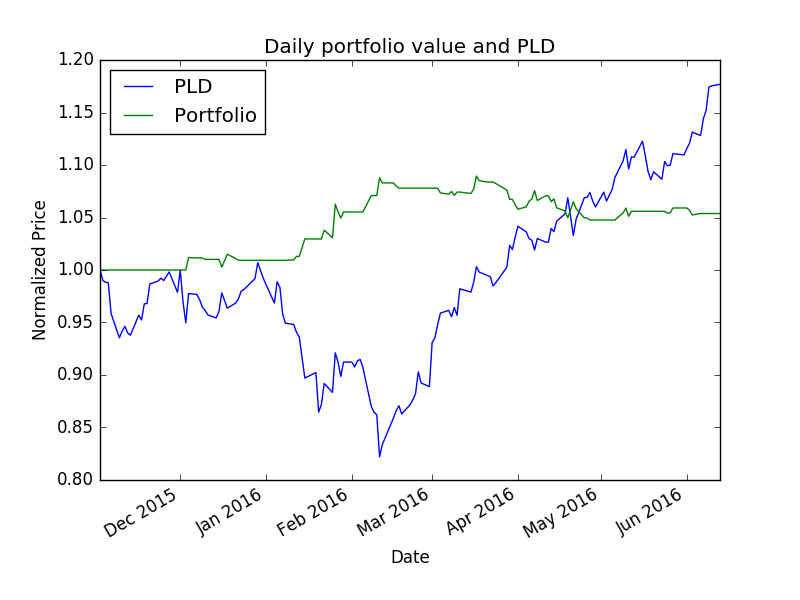 Daily portfolio value and PLD
1.20
1.15
1.10
1.05
1.00
0.95
0.90
0.85
0.80
Normalized Price
PLD
Portfolio
Dec 2015
Jan 2016
Feb 2016
Mar 2016
Apr 2016
May 2016
Jun 2016
Date